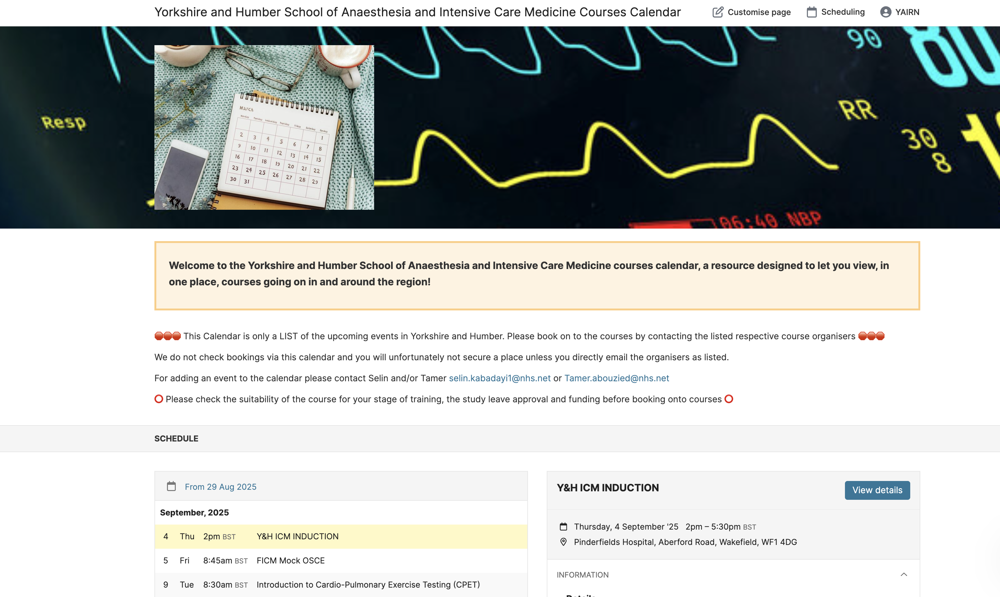 Yorkshire and Humber School of Anaesthesia and Intensive Care Medicine Courses Calendar
Customise page
Scheduling
YAIRN
90
80
Resp
RR
30
8
06:40 NBP
March
Monday Tuesday Wednesday Thursday Friday Saturday Sunday
1
2 3 4 5 6 7 8
9 10 11 12 13 14 15
16 17 18 19 20 21 22
23 24 25 26 27 28 29
30 31
Welcome to the Yorkshire and Humber School of Anaesthesia and Intensive Care Medicine courses calendar, a resource designed to let you view, in
one place, courses going on in and around the region!
🛑🛑🛑 This Calendar is only a LIST of the upcoming events in Yorkshire and Humber. Please book on to the courses by contacting the listed respective course organisers 🛑🛑🛑
We do not check bookings via this calendar and you will unfortunately not secure a place unless you directly email the organisers as listed.
For adding an event to the calendar please contact Selin and/or Tamer selin.kabadayi1@nhs.net or Tamer.abouzied@nhs.net
⭕ Please check the suitability of the course for your stage of training, the study leave approval and funding before booking onto courses ⭕
SCHEDULE
From 29 Aug 2025
September, 2025
4 Thu 2pm BST Y&H ICM INDUCTION
5 Fri 8:45am BST FICM Mock OSCE
9 Tue 8:30am BST Introduction to Cardio-Pulmonary Exercise Testing (CPET)
Y&H ICM INDUCTION
View details
Thursday, 4 September '25 2pm – 5:30pm BST
Pinderfields Hospital, Aberford Road, Wakefield, WF1 4DG
INFORMATION